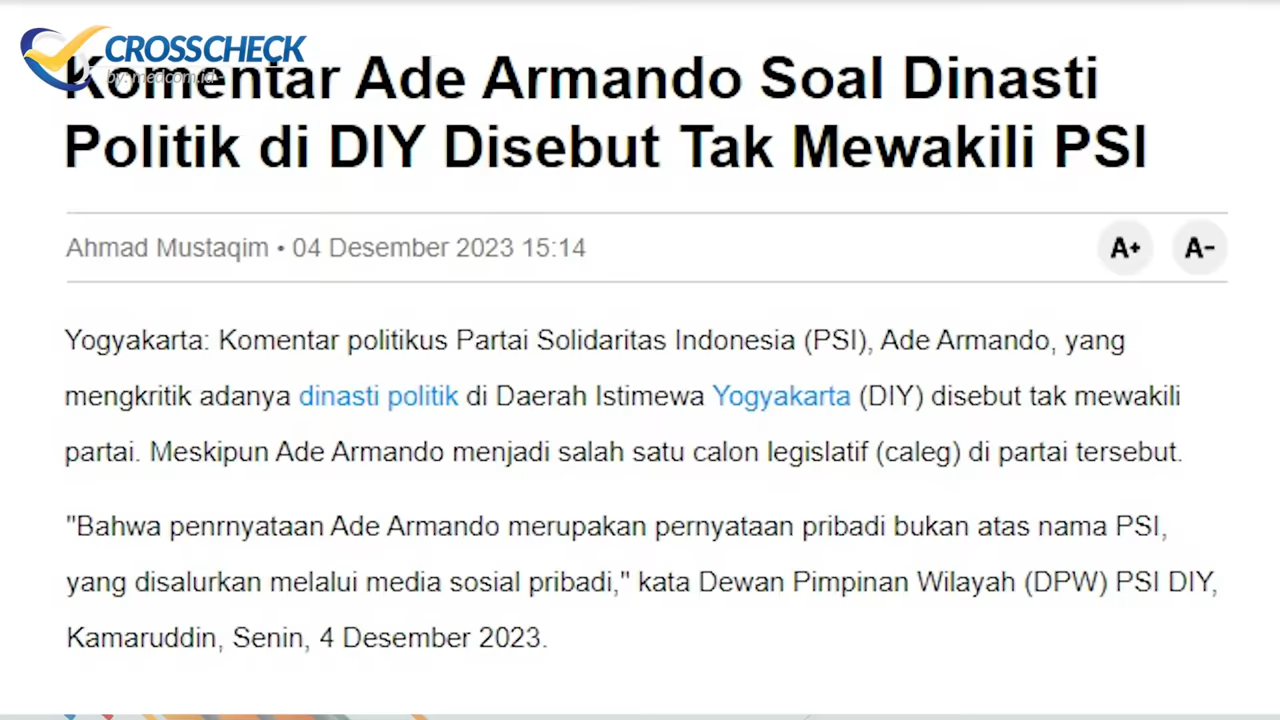 CROSSCHECK
by: medcom.id
Komentar Ade Armando Soal Dinasti
Politik di DIY Disebut Tak Mewakili PSI
Ahmad Mustaqim • 04 Desember 2023 15:14
A+ A-
Yogyakarta: Komentar politikus Partai Solidaritas Indonesia (PSI), Ade Armando, yang
mengkritik adanya dinasti politik di Daerah Istimewa Yogyakarta (DIY) disebut tak mewakili
partai. Meskipun Ade Armando menjadi salah satu calon legislatif (caleg) di partai tersebut.
"Bahwa penrnyataan Ade Armando merupakan pernyataan pribadi bukan atas nama PSI,
yang disalurkan melalui media sosial pribadi," kata Dewan Pimpinan Wilayah (DPW) PSI DIY,
Kamaruddin, Senin, 4 Desember 2023.